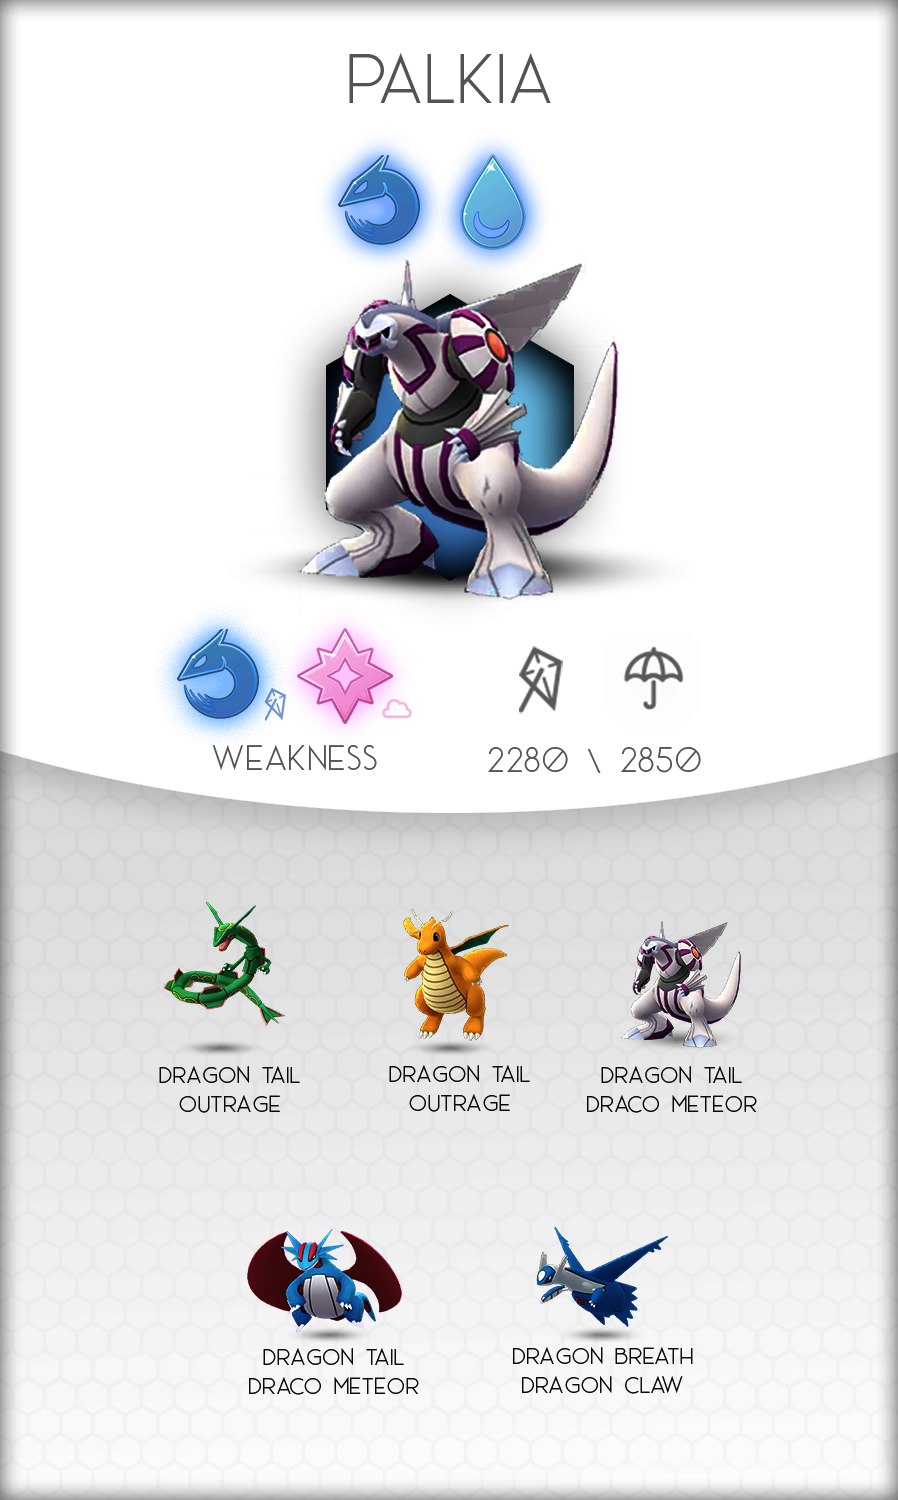 PALKIA
WEAKNESS
2280 \ 2850
DRAGON TAIL
OUTRAGE
DRAGON TAIL
OUTRAGE
DRAGON TAIL
DRACO METEOR
DRAGON TAIL
DRACO METEOR
DRAGON BREATH
DRAGON CLAW